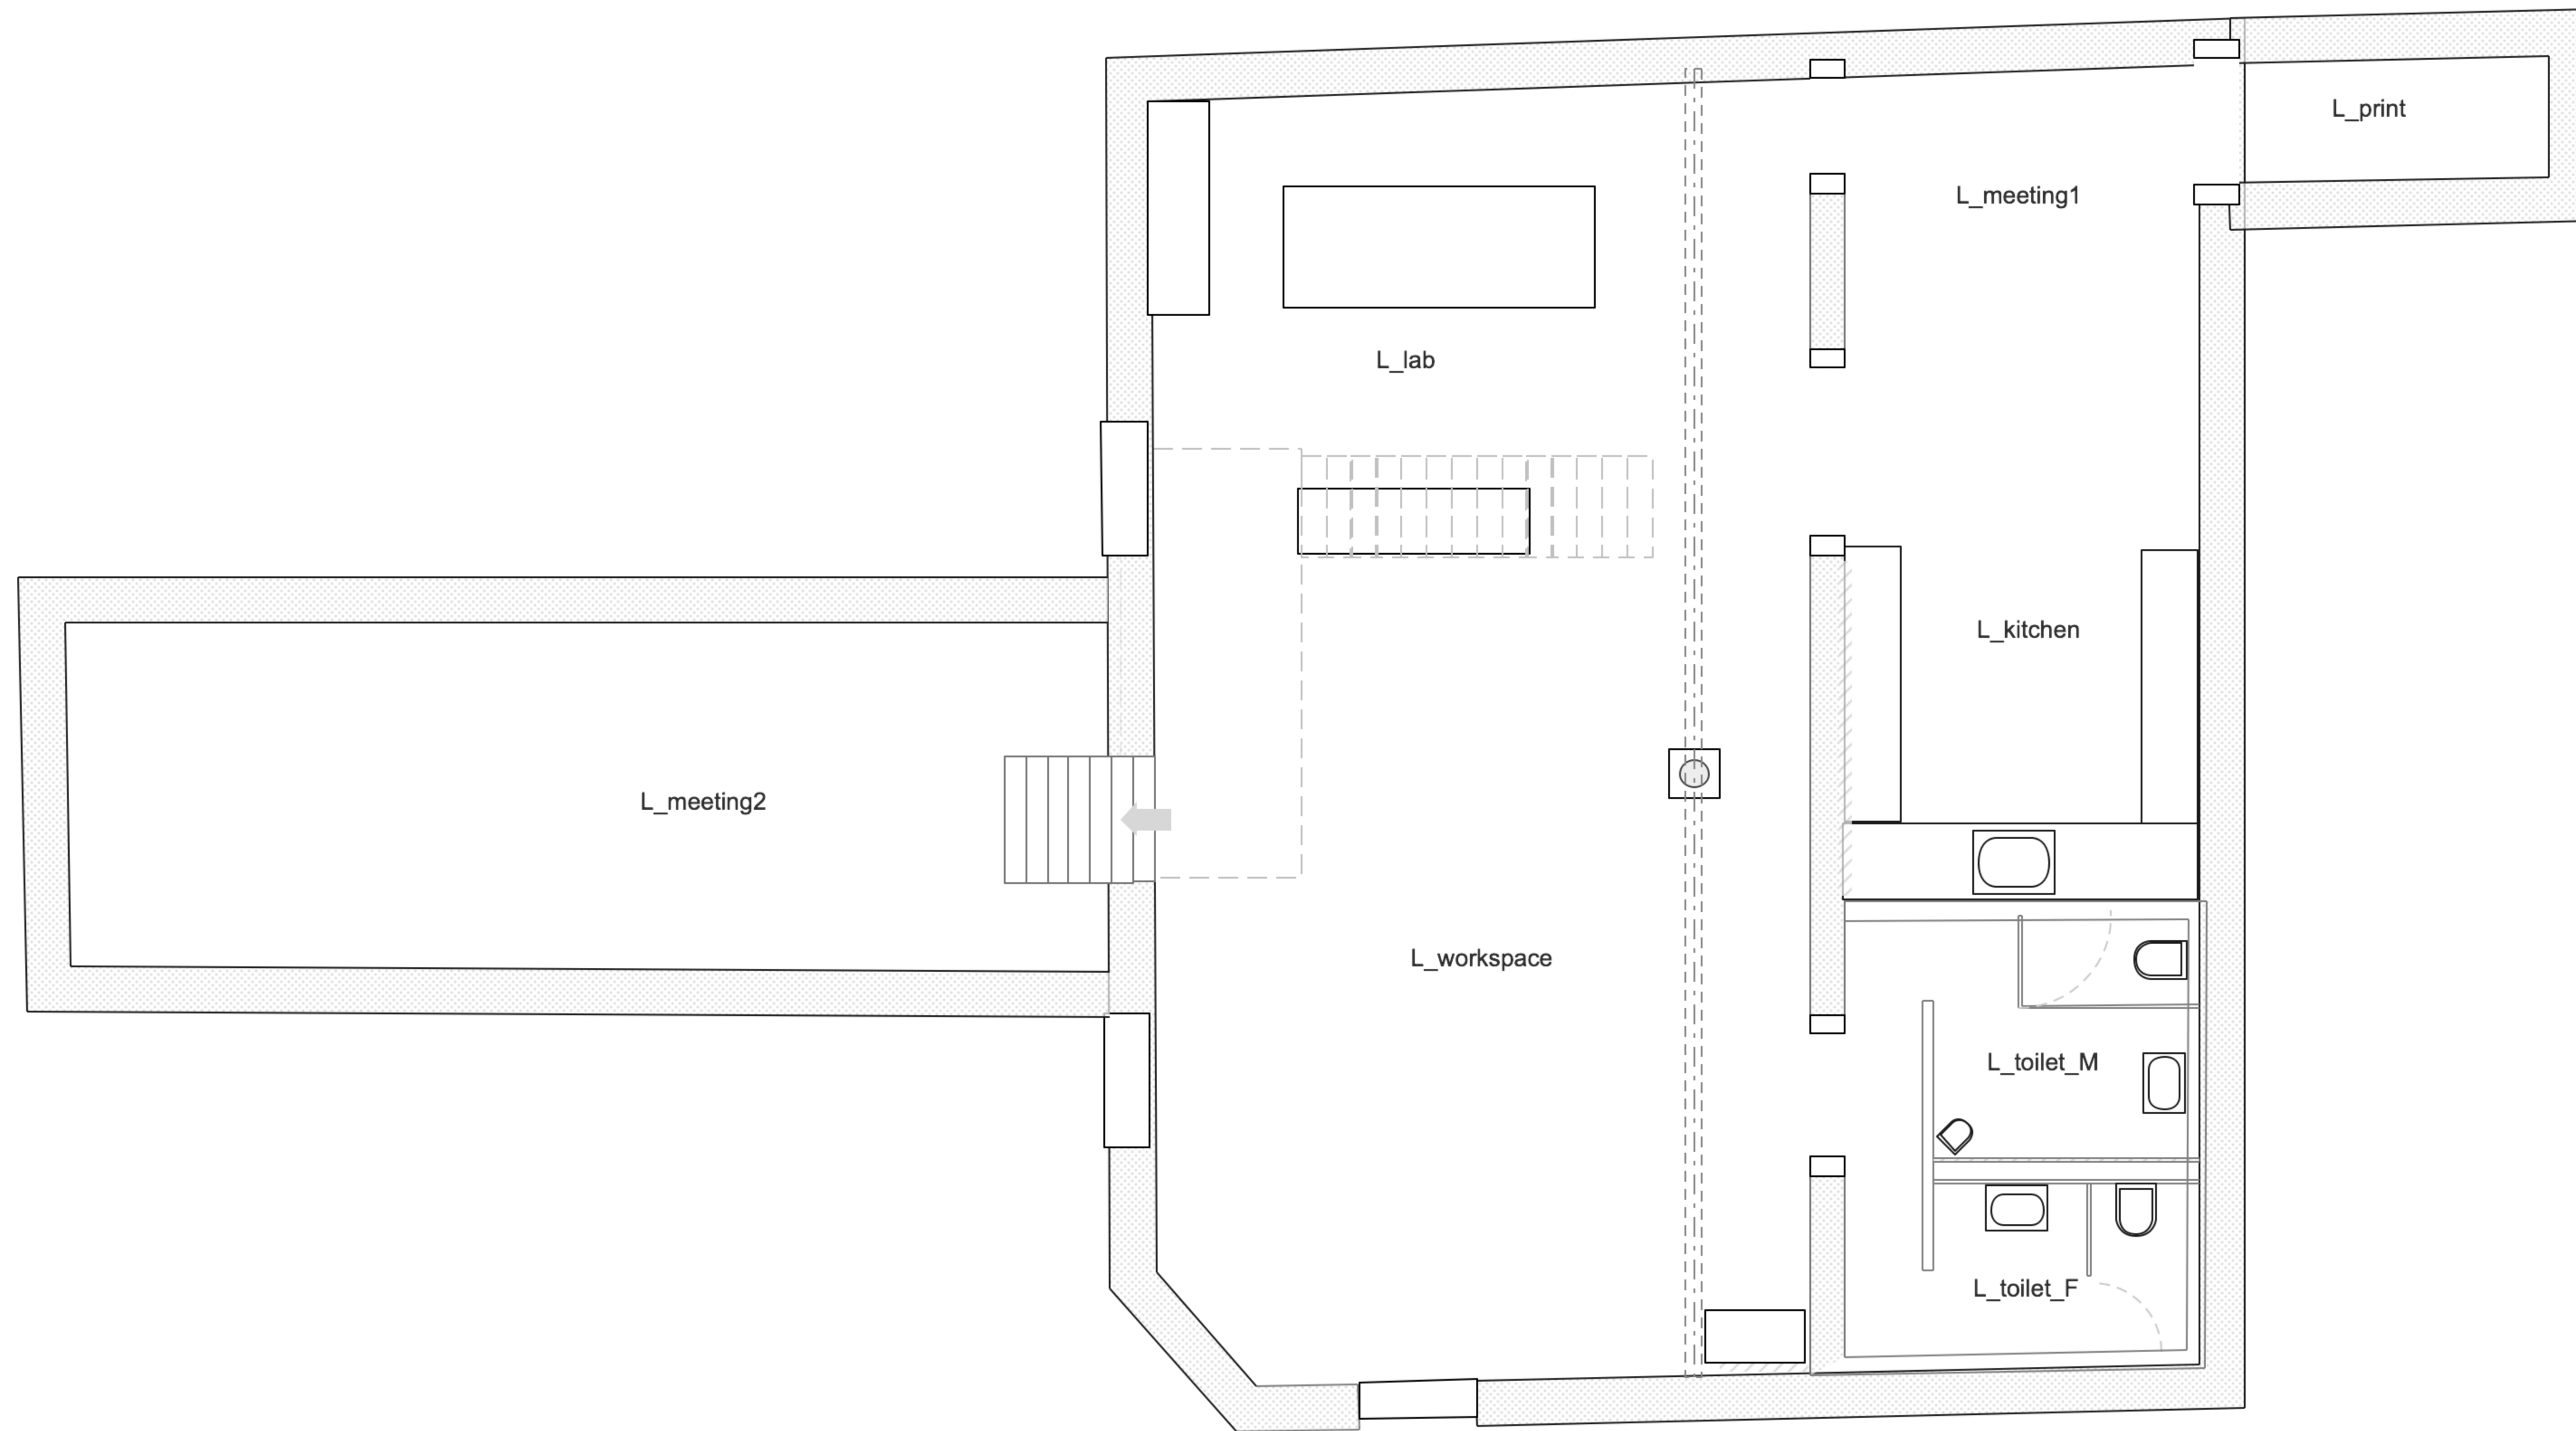 L_print
L_meeting1
L_lab
L_kitchen
L_meeting2
L_workspace
L_toilet_M
L_toilet_F